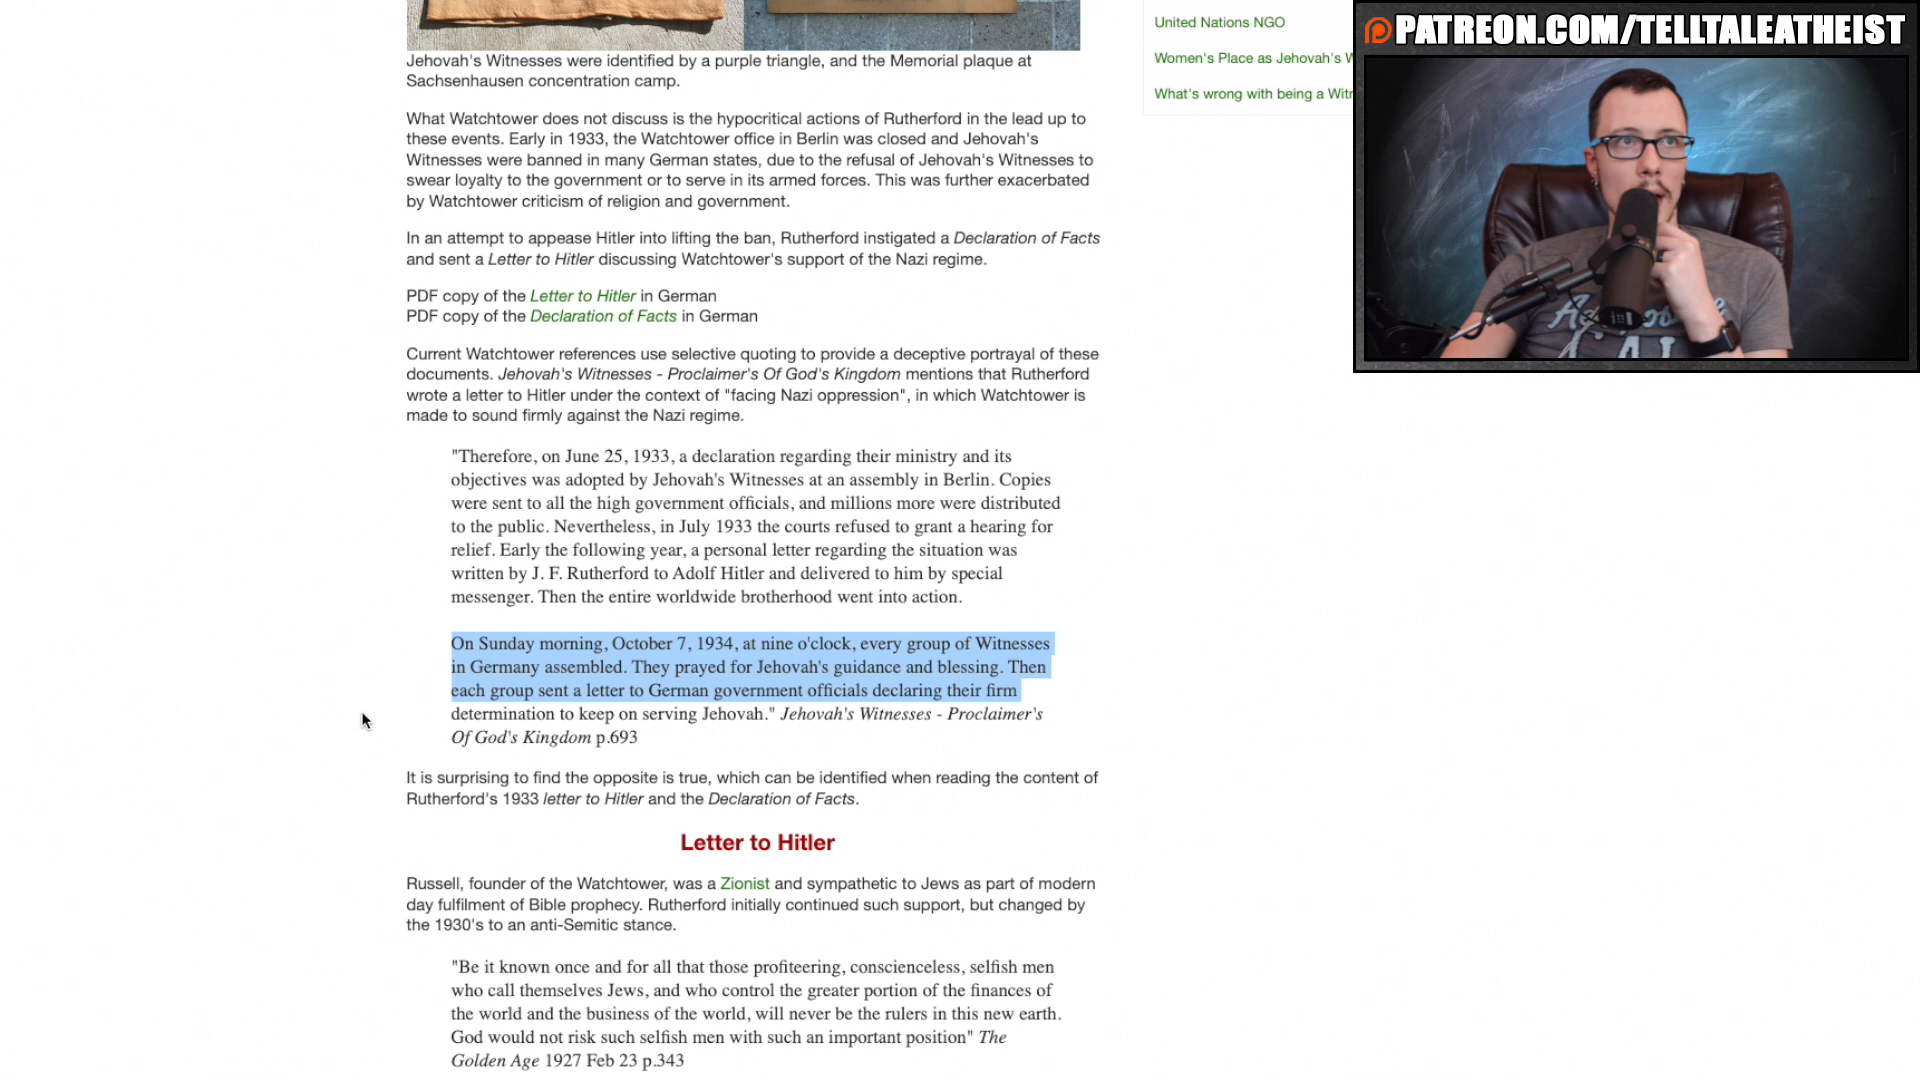 Jehovah's Witnesses were identified by a purple triangle, and the Memorial plaque at
Sachsenhausen concentration camp.
What Watchtower does not discuss is the hypocritical actions of Rutherford in the lead up to
these events. Early in 1933, the Watchtower office in Berlin was closed and Jehovah's
Witnesses were banned in many German states, due to the refusal of Jehovah's Witnesses to
swear loyalty to the government or to serve in its armed forces. This was further exacerbated
by Watchtower criticism of religion and government.
In an attempt to appease Hitler into lifting the ban, Rutherford instigated a Declaration of Facts
and sent a Letter to Hitler discussing Watchtower's support of the Nazi regime.
PDF copy of the Letter to Hitler in German
PDF copy of the Declaration of Facts in German
Current Watchtower references use selective quoting to provide a deceptive portrayal of these
documents. Jehovah's Witnesses - Proclaimer's Of God's Kingdom mentions that Rutherford
wrote a letter to Hitler under the context of "facing Nazi oppression", in which Watchtower is
made to sound firmly against the Nazi regime.
"Therefore, on June 25, 1933, a declaration regarding their ministry and its
objectives was adopted by Jehovah's Witnesses at an assembly in Berlin. Copies
were sent to all the high government officials, and millions more were distributed
to the public. Nevertheless, in July 1933 the courts refused to grant a hearing for
relief. Early the following year, a personal letter regarding the situation was
written by J. F. Rutherford to Adolf Hitler and delivered to him by special
messenger. Then the entire worldwide brotherhood went into action.
On Sunday morning, October 7, 1934, at nine o'clock, every group of Witnesses
in Germany assembled. They prayed for Jehovah's guidance and blessing. Then
each group sent a letter to German government officials declaring their firm
determination to keep on serving Jehovah." Jehovah's Witnesses - Proclaimer's
Of God's Kingdom p.693
It is surprising to find the opposite is true, which can be identified when reading the content of
Rutherford's 1933 letter to Hitler and the Declaration of Facts.
Letter to Hitler
Russell, founder of the Watchtower, was a Zionist and sympathetic to Jews as part of modern
day fulfilment of Bible prophecy. Rutherford initially continued such support, but changed by
the 1930's to an anti-Semitic stance.
"Be it known once and for all that those profiteering, conscienceless, selfish men
who call themselves Jews, and who control the greater portion of the finances of
the world and the business of the world, will never be the rulers in this new earth.
God would not risk such selfish men with such an important position" The
Golden Age 1927 Feb 23 p.343
United Nations NGO
Women's Place as Jehovah's W
What's wrong with being a Witn
PATREON.COM/TELLTALEATHEIST